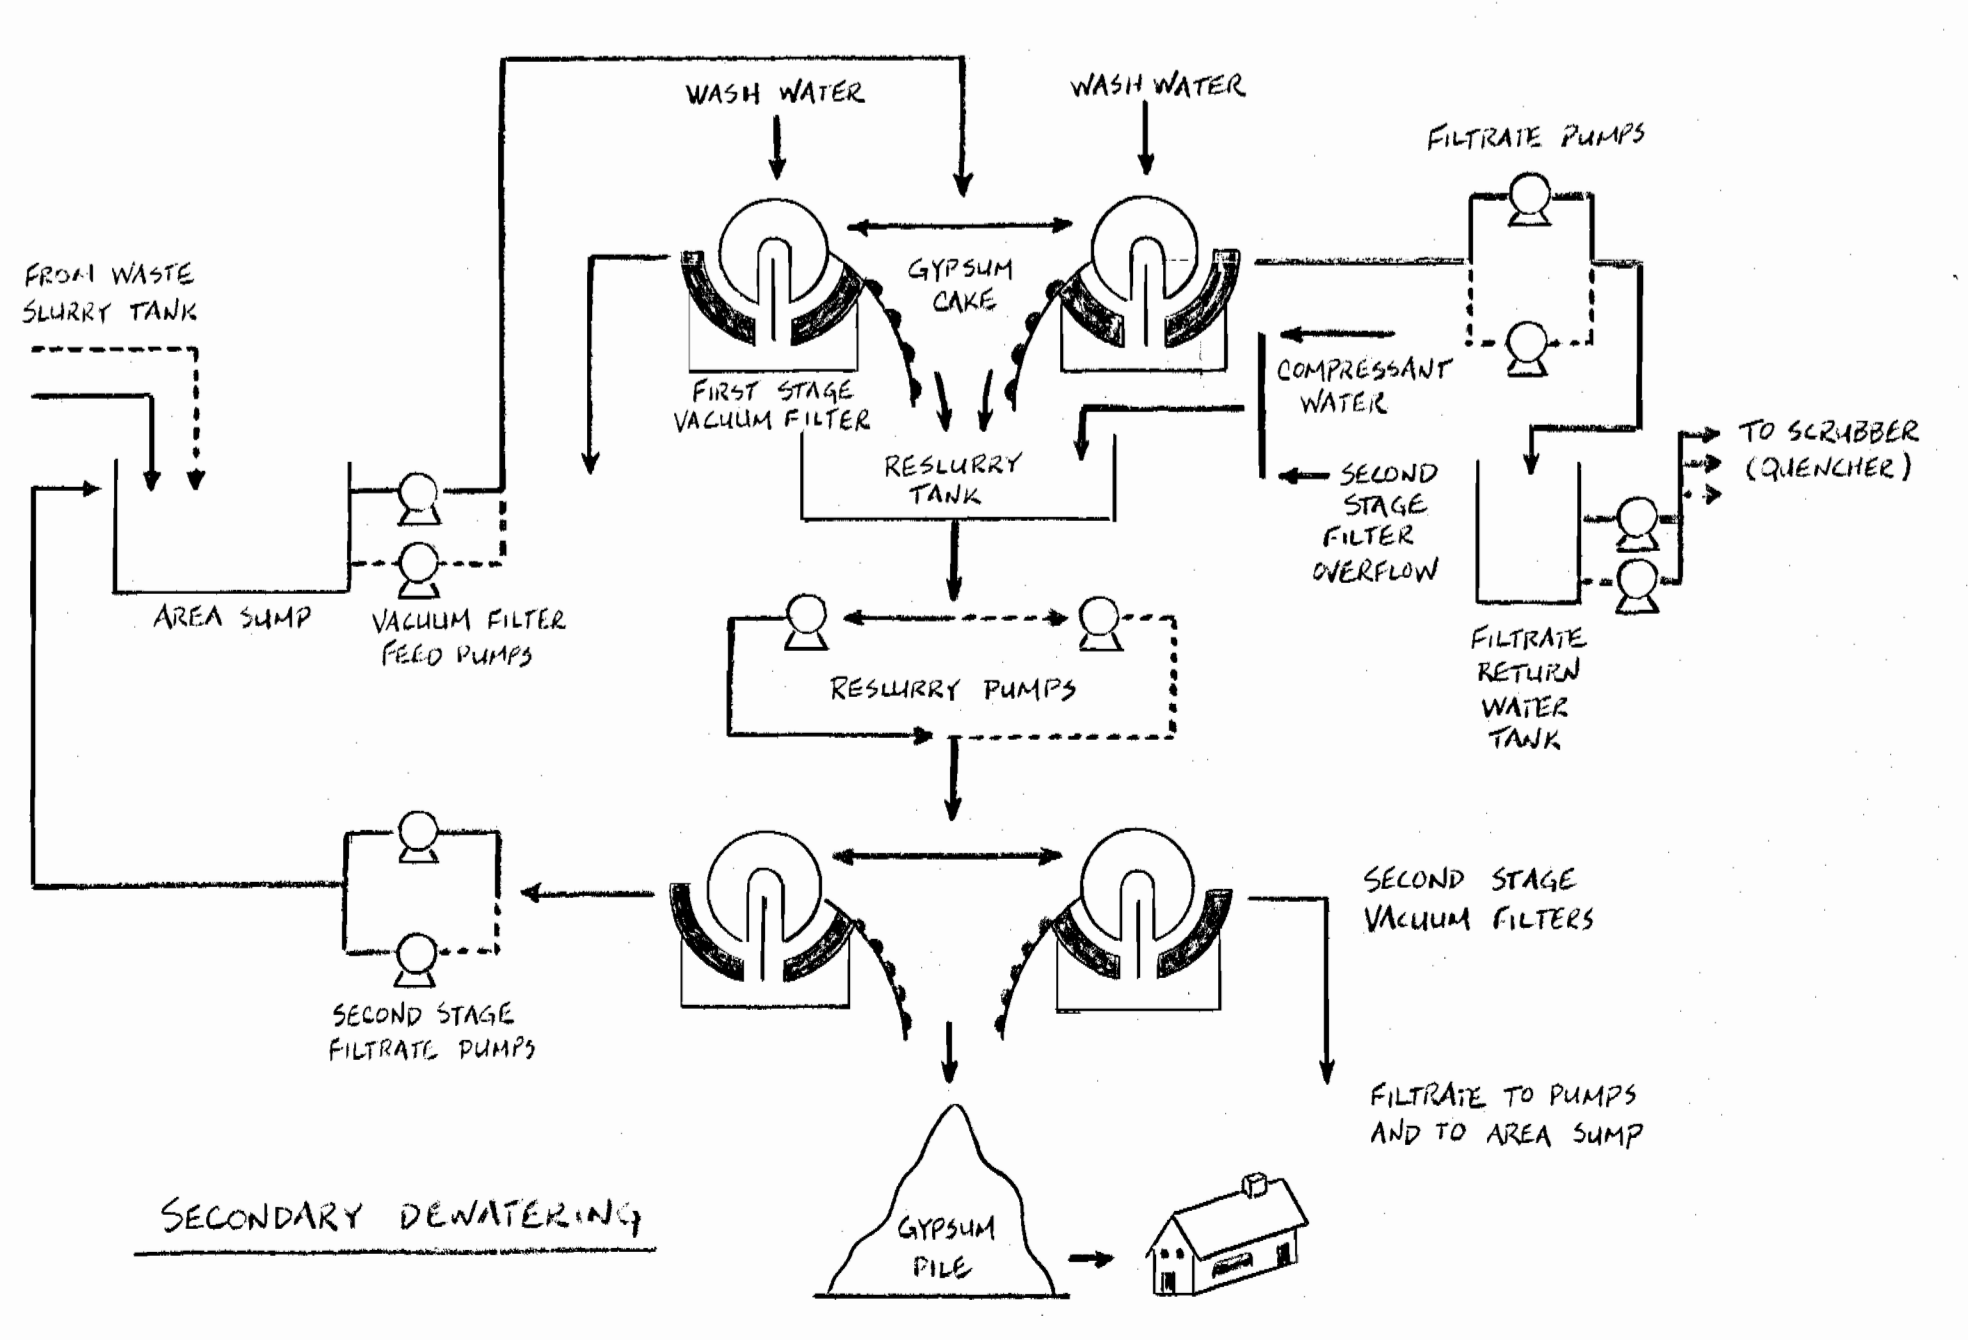 WASH WATER
WASH WATER
FILTRATE PUMPS
FROM WASTE
SLURRY TANK
GYPSUM
CAKE
FIRST STAGE
VACUUM FILTER
COMPRESSANT
WATER
TO SCRUBBER
(QUENCHER)
RESLURRY
TANK
SECOND
STAGE
FILTER
OVERFLOW
AREA SUMP
VACUUM FILTER
FEED PUMPS
FILTRATE
RETURN
WATER
TANK
RESLURRY PUMPS
SECOND STAGE
VACUUM FILTERS
SECOND STAGE
FILTRATE PUMPS
FILTRATE TO PUMPS
AND TO AREA SUMP
SECONDARY DEWATERING
GYPSUM
PILE